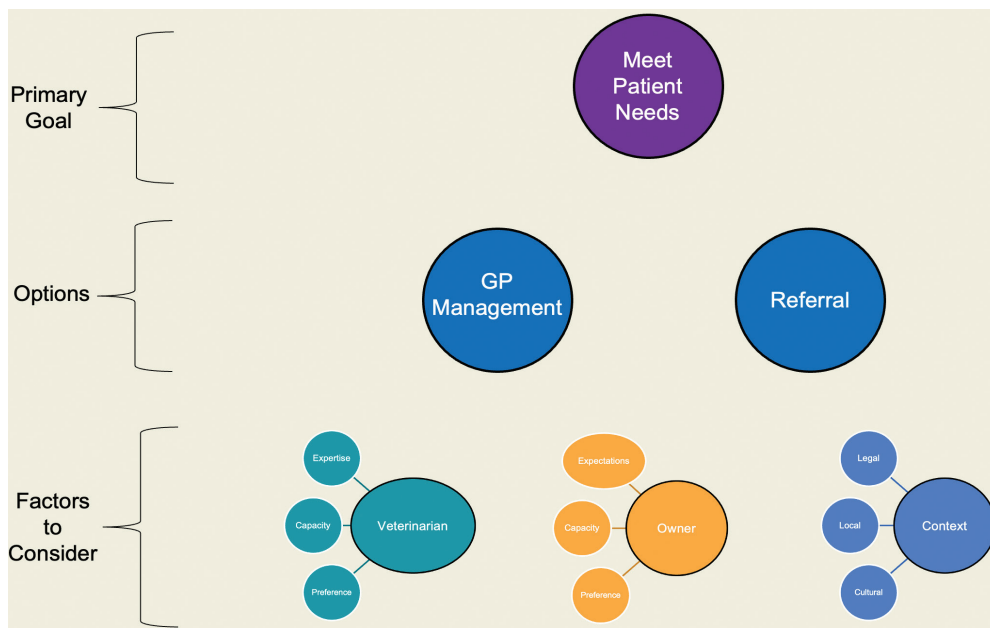 Primary
Goal
Meet
Patient
Needs
Options
GP
Management
Referral
Factors
to
Consider
Expertise
Capacity
Preference
Veterinarian
Expectations
Capacity
Preference
Owner
Legal
Local
Cultural
Context